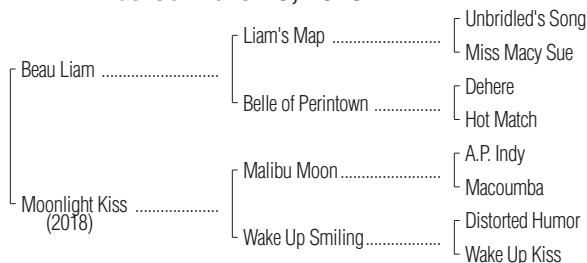 Unbridled's Song
Liam's Map
Miss Macy Sue
Beau Liam
Dehere
Belle of Perintown
Hot Match
A.P. Indy
Malibu Moon
Macoumba
Moonlight Kiss
(2018)
Distorted Humor
Wake Up Smiling
Wake Up Kiss